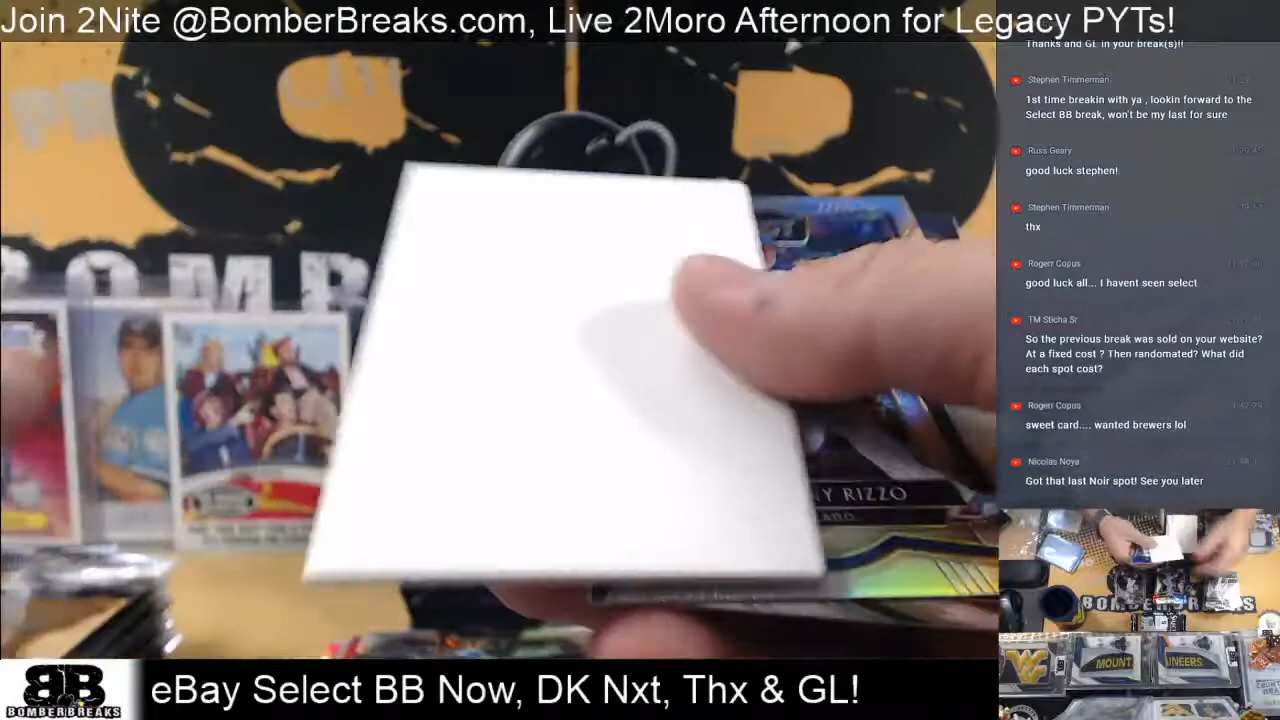 Join 2Nite @BomberBreaks.com, Live 2Moro Afternoon for Legacy PYTs!
Thanks and GL in your break(s)!!
Stephen Timmerman
1st time breakin with ya , lookin forward to the
Select BB break, won't be my last for sure
Russ Geary
good luck stephen!
Stephen Timmerman
thx
Rogerr Copus
good luck all... I havent seen select
TM Sticha Sr
So the previous break was sold on your website?
At a fixed cost ? Then randomated? What did
each spot cost?
Rogerr Copus
sweet card.... wanted brewers lol
Nicolas Noya
Got that last Noir spot! See you later
OMB
NY RIZZO
BOMBERBREAKS
MOUNT
INEERS
BB
BOMBERBREAKS
eBay Select BB Now, DK Nxt, Thx & GL!